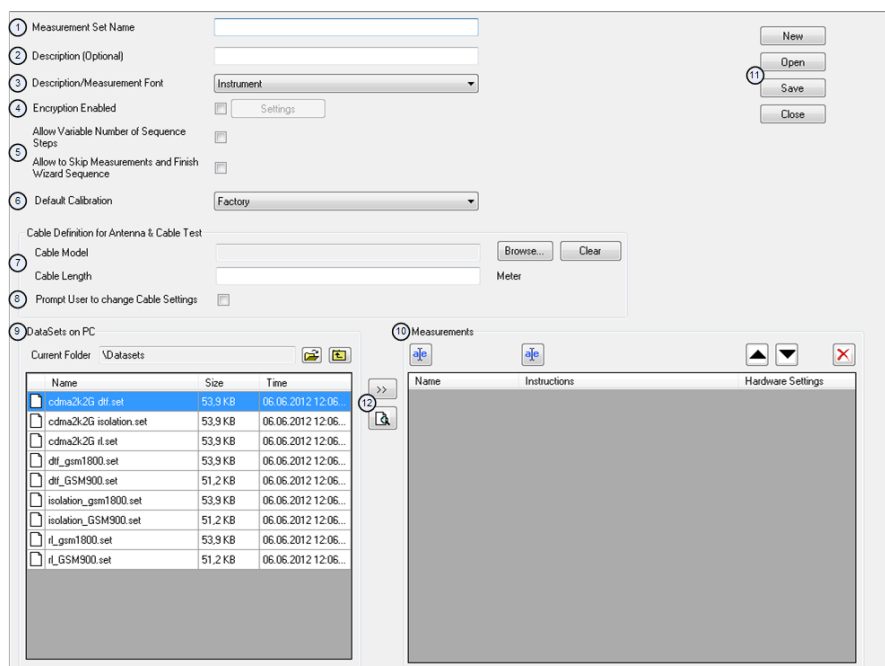 1 Measurement Set Name
New
2 Description (Optional)
Open
11
3 Description/Measurement Font Instrument
Save
4 Encryption Enabled Settings
Close
Allow Variable Number of Sequence
Steps
5
Allow to Skip Measurements and Finish
Wizard Sequence
6 Default Calibration Factory
Cable Definition for Antenna & Cable Test
7
Cable Model Browse... Clear
Cable Length Meter
8 Prompt User to change Cable Settings
9 DataSets on PC
Current Folder \Datasets
Name Size Time
cdma2k2G dtf.set 53,9 KB 06.06.2012 12:06...
cdma2k2G isolation.set 53,9 KB 06.06.2012 12:06...
cdma2k2G rl.set 53,9 KB 06.06.2012 12:06...
dtf_gsm1800.set 53,9 KB 06.06.2012 12:06...
dtf_GSM900.set 51,2 KB 06.06.2012 12:06...
isolation_gsm1800.set 53,9 KB 06.06.2012 12:06...
isolation_GSM900.set 51,2 KB 06.06.2012 12:06...
rl_gsm1800.set 53,9 KB 06.06.2012 12:06...
rl_GSM900.set 51,2 KB 06.06.2012 12:06...
>>
12
10 Measurements
a|e a|e
Name Instructions Hardware Settings